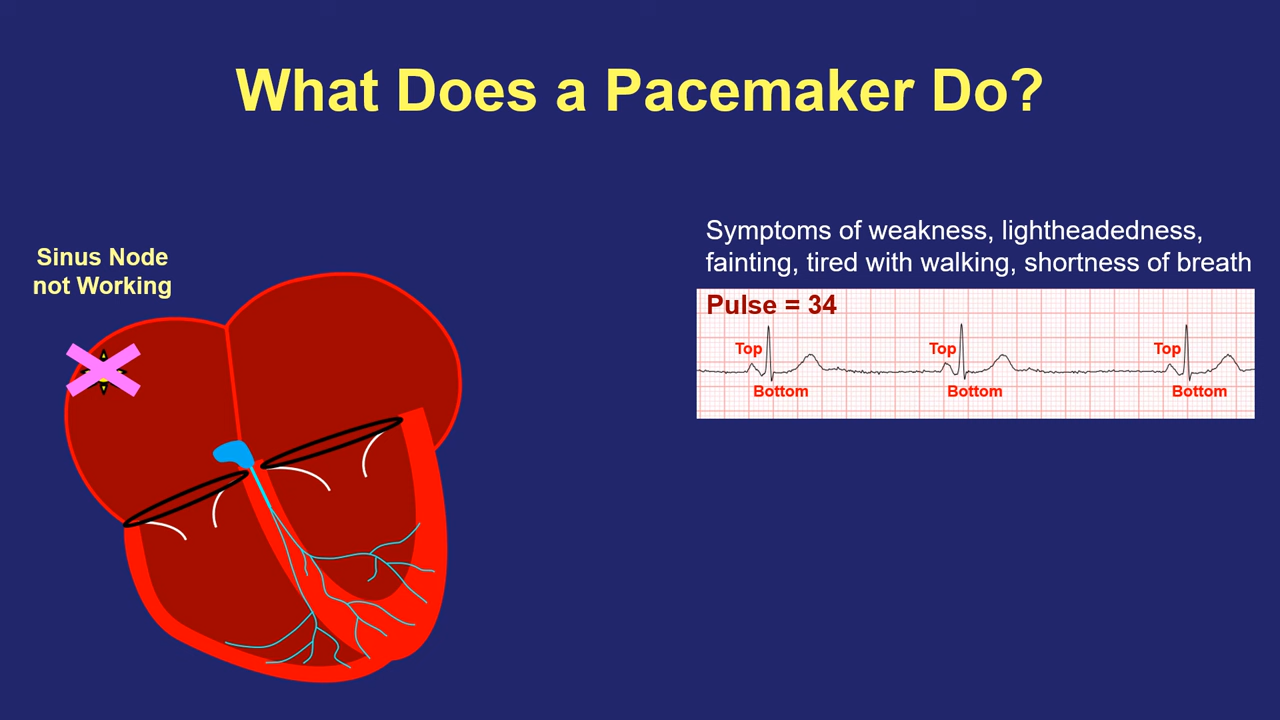 What Does a Pacemaker Do?
Sinus Node
not Working
Symptoms of weakness, lightheadedness,
fainting, tired with walking, shortness of breath
Pulse = 34
Top
Top
Top
Bottom
Bottom
Bottom